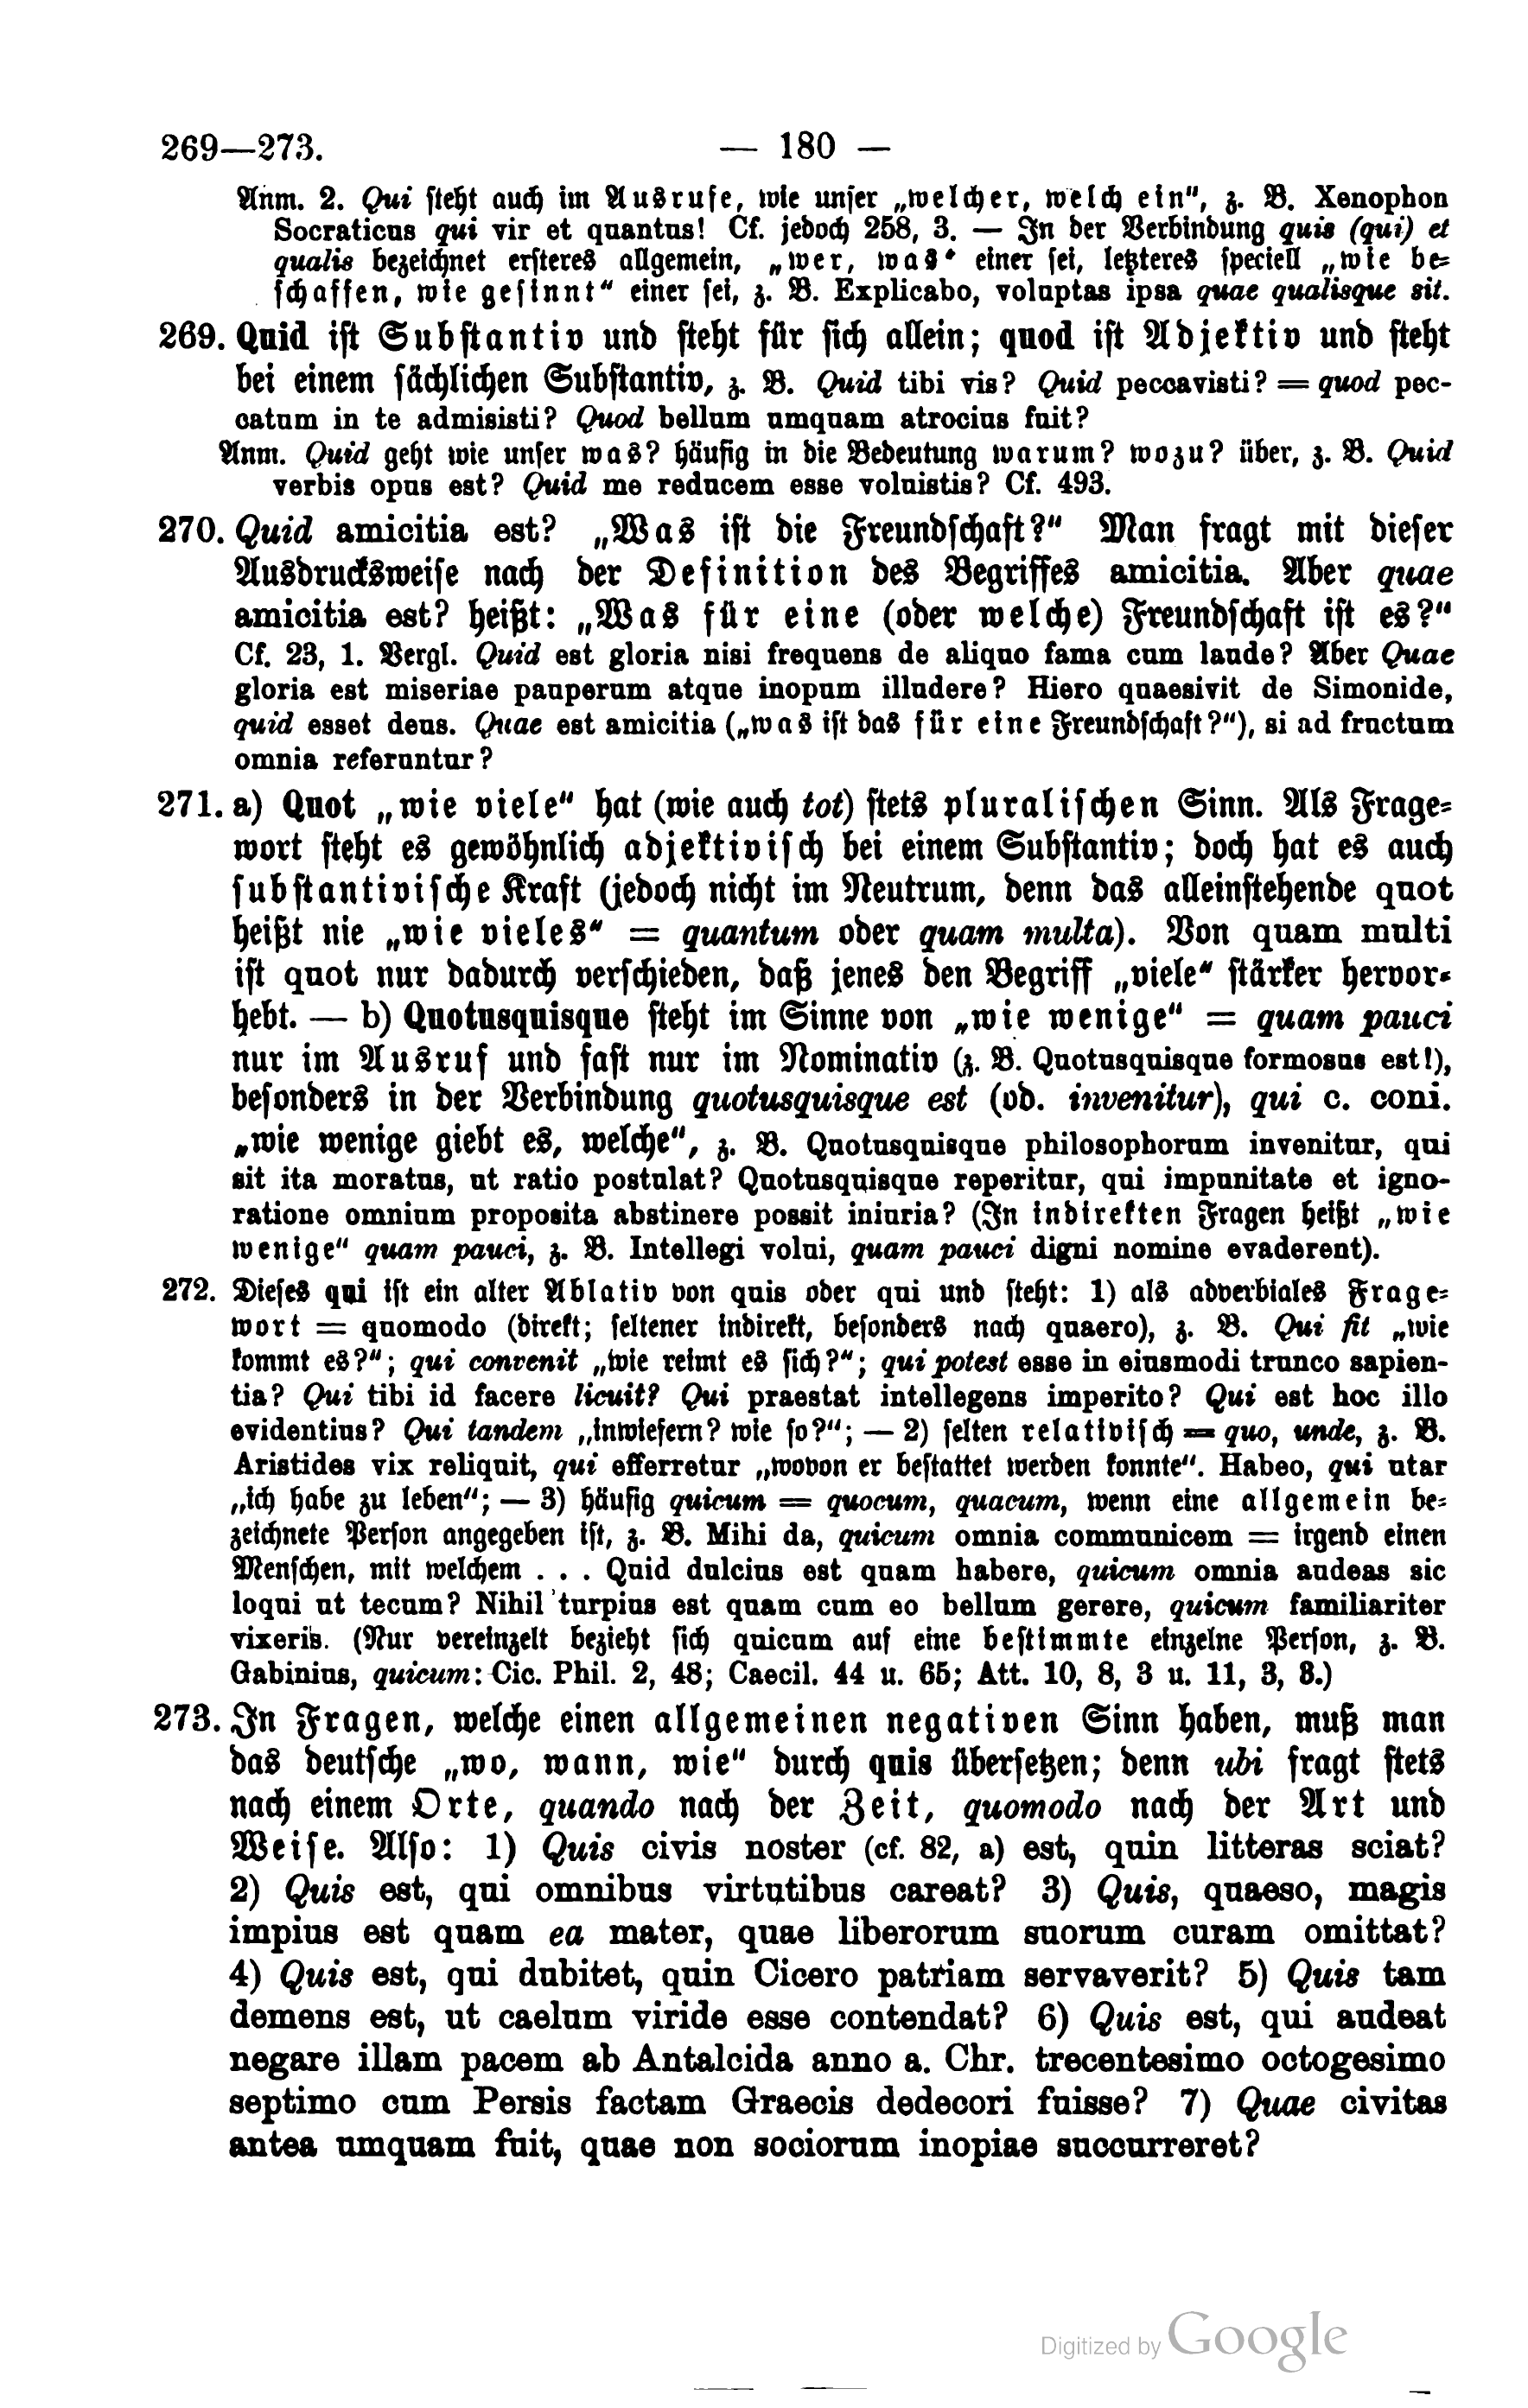 269—273. — 180 —
Anm. 2. Qui steht auch im Ausrufe, wie unser „welcher, welch ein“, z. B. Xenophon
Socraticus qui vir et quantus! Cf. jedoch 258, 3. — In der Verbindung quis (qui) et
qualis bezeichnet ersteres allgemein, „wer, was“ einer sei, letzteres speciell „wie be-
schaffen, wie gesinnt“ einer sei, z. B. Explicabo, voluptas ipsa quae qualisque sit.
269. Quid ist Substantiv und steht für sich allein; quod ist Adjektiv und steht
bei einem sächlichen Substantiv, z. B. Quid tibi vis? Quid peccavisti? = quod pec-
catum in te admisisti? Quod bellum umquam atrocius fuit?
Anm. Quid geht wie unser was? häufig in die Bedeutung warum? wozu? über, z. B. Quid
verbis opus est? Quid me reducem esse voluistis? Cf. 493.
270. Quid amicitia est? „Was ist die Freundschaft?“ Man fragt mit dieser
Ausdrucksweise nach der Definition des Begriffes amicitia. Aber quae
amicitia est? heißt: „Was für eine (oder welche) Freundschaft ist es?“
Cf. 23, 1. Vergl. Quid est gloria nisi frequens de aliquo fama cum laude? Aber Quae
gloria est miseriae pauperum atque inopum illudere? Hiero quaesivit de Simonide,
quid esset deus. Quae est amicitia („was ist das für eine Freundschaft?“), si ad fructum
omnia referuntur?
271. a) Quot „wie viele“ hat (wie auch tot) stets pluralischen Sinn. Als Frage-
wort steht es gewöhnlich adjektivisch bei einem Substantiv; doch hat es auch
substantivische Kraft (jedoch nicht im Neutrum, denn das alleinstehende quot
heißt nie „wie vieles“ = quantum oder quam multa). Von quam multi
ist quot nur dadurch verschieden, daß jenes den Begriff „viele“ stärker hervor-
hebt. — b) Quotusquisque steht im Sinne von „wie wenige“ = quam pauci
nur im Ausruf und fast nur im Nominativ (z. B. Quotusquisque formosus est!),
besonders in der Verbindung quotusquisque est (od. invenitur), qui c. coni.
„wie wenige giebt es, welche“, z. B. Quotusquisque philosophorum invenitur, qui
sit ita moratus, ut ratio postulat? Quotusquisque reperitur, qui impunitate et igno-
ratione omnium proposita abstinere possit iniuria? (In indirekten Fragen heißt „wie
wenige“ quam pauci, z. B. Intellegi volui, quam pauci digni nomine evaderent).
272. Dieses qui ist ein alter Ablativ von quis oder qui und steht: 1) als adverbiales Frage-
wort = quomodo (direkt; seltener indirekt, besonders nach quaero), z. B. Qui fit „wie
kommt es?“; qui convenit „wie reimt es sich?“; qui potest esse in eiusmodi trunco sapien-
tia? Qui tibi id facere licuit? Qui praestat intellegens imperito? Qui est hoc illo
evidentius? Qui tandem „inwiefern? wie so?“; — 2) selten relativisch = quo, unde, z. B.
Aristides vix reliquit, qui efferretur „wovon er bestattet werden konnte“. Habeo, qui utar
„ich habe zu leben“; — 3) häufig quicum = quocum, quacum, wenn eine allgemein be-
zeichnete Person angegeben ist, z. B. Mihi da, quicum omnia communicem = irgend einen
Menschen, mit welchem . . . Quid dulcius est quam habere, quicum omnia audeas sic
loqui ut tecum? Nihil turpius est quam cum eo bellum gerere, quicum familiariter
vixeris. (Nur vereinzelt bezieht sich quicum auf eine bestimmte einzelne Person, z. B.
Gabinius, quicum: Cic. Phil. 2, 48; Caecil. 44 u. 65; Att. 10, 8, 3 u. 11, 3, 3.)
273. In Fragen, welche einen allgemeinen negativen Sinn haben, muß man
das deutsche „wo, wann, wie“ durch quis übersetzen; denn ubi fragt stets
nach einem Orte, quando nach der Zeit, quomodo nach der Art und
Weise. Also: 1) Quis civis noster (cf. 82, a) est, quin litteras sciat?
2) Quis est, qui omnibus virtutibus careat? 3) Quis, quaeso, magis
impius est quam ea mater, quae liberorum suorum curam omittat?
4) Quis est, qui dubitet, quin Cicero patriam servaverit? 5) Quis tam
demens est, ut caelum viride esse contendat? 6) Quis est, qui audeat
negare illam pacem ab Antalcida anno a. Chr. trecentesimo octogesimo
septimo cum Persis factam Graecis dedecori fuisse? 7) Quae civitas
antea umquam fuit, quae non sociorum inopiae succurreret?
Digitized by Google